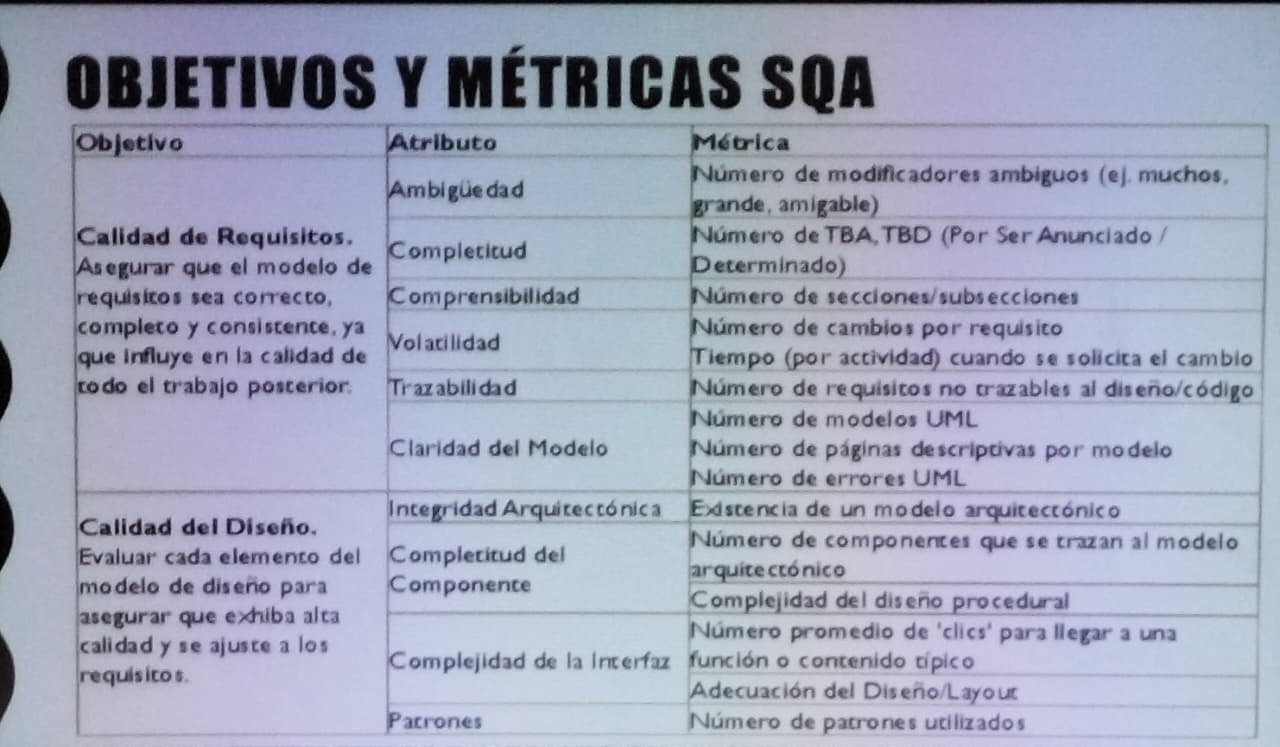 OBJETIVOS Y MÉTRICAS SQA
Objetivo
Atributo
Métrica
Calidad de Requisitos.
Asegurar que el modelo de
requisitos sea correcto,
completo y consistente, ya
que influye en la calidad de
todo el trabajo posterior.
Ambigüedad
Número de modificadores ambiguos (ej. muchos,
grande, amigable)
Completitud
Número de TBA, TBD (Por Ser Anunciado /
Determinado)
Comprensibilidad
Número de secciones/subsecciones
Volatilidad
Número de cambios por requisito
Tiempo (por actividad) cuando se solicita el cambio
Trazabilidad
Número de requisitos no trazables al diseño/código
Claridad del Modelo
Número de modelos UML
Número de páginas descriptivas por modelo
Número de errores UML
Calidad del Diseño.
Evaluar cada elemento del
modelo de diseño para
asegurar que exhiba alta
calidad y se ajuste a los
requisitos.
Integridad Arquitectónica
Existencia de un modelo arquitectónico
Completitud del
Componente
Número de componentes que se trazan al modelo
arquitectónico
Complejidad del diseño procedural
Complejidad de la Interfaz
Número promedio de 'clics' para llegar a una
función o contenido típico
Adecuación del Diseño/Layout
Patrones
Número de patrones utilizados